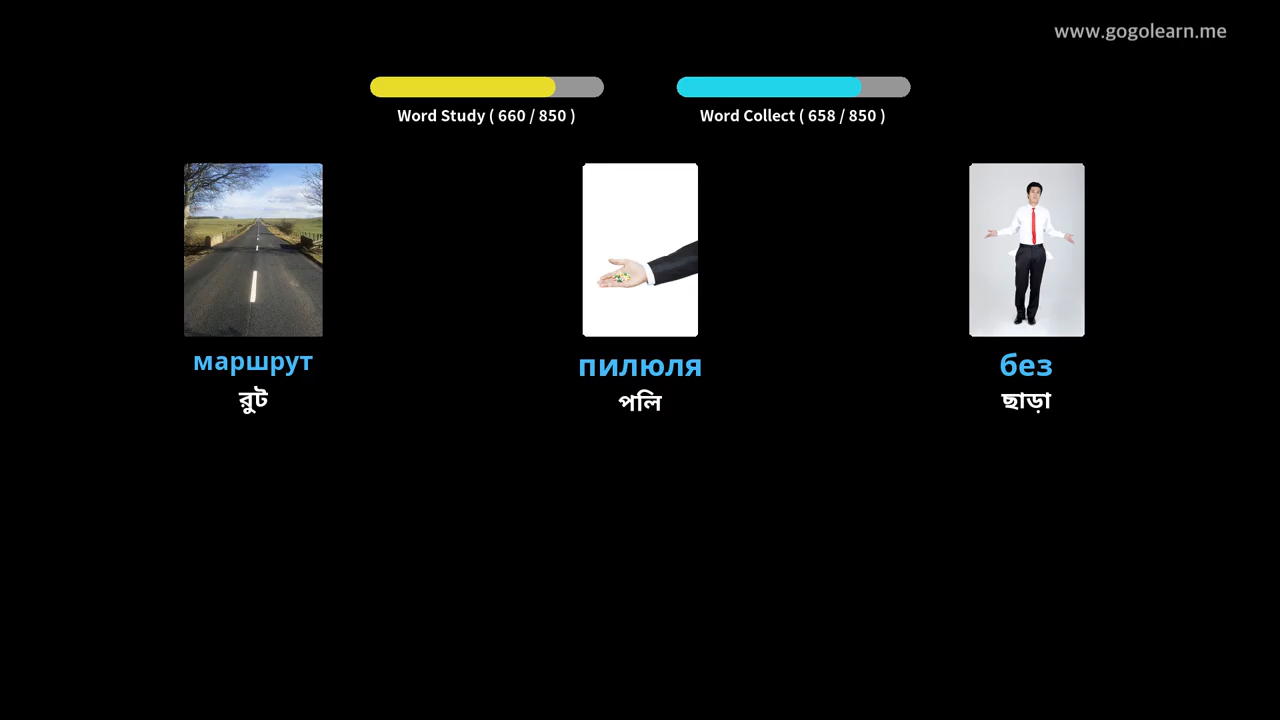 www.gogolearn.me
Word Study ( 660 / 850 )
Word Collect ( 658 / 850 )
маршрут
রুট
пилюля
পলি
без
ছাড়া